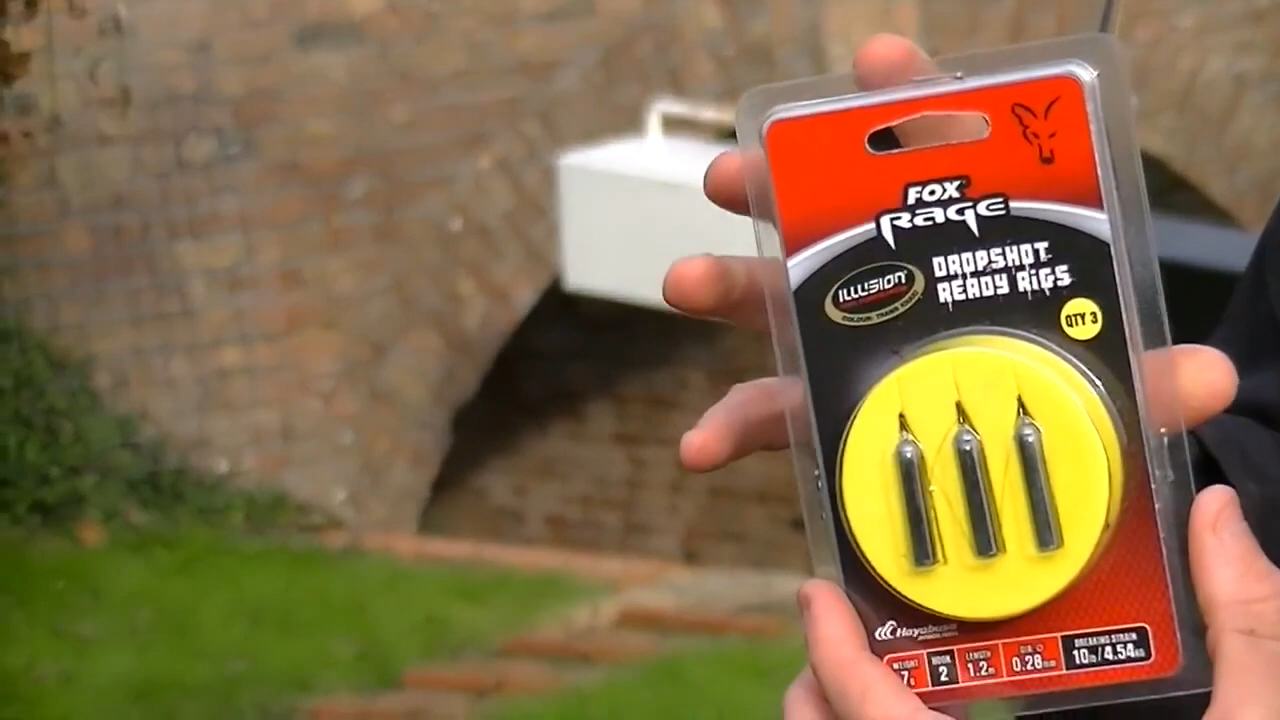 FOX
RAGE
DROPSHOT
READY RIGS
ILLUSION
QTY 3
Hayabusa
WEIGHT HOOK LENGTH DIA. Ø BREAKING STRAIN
7g 2 1.2m 0.28mm 10lb/4.54kg